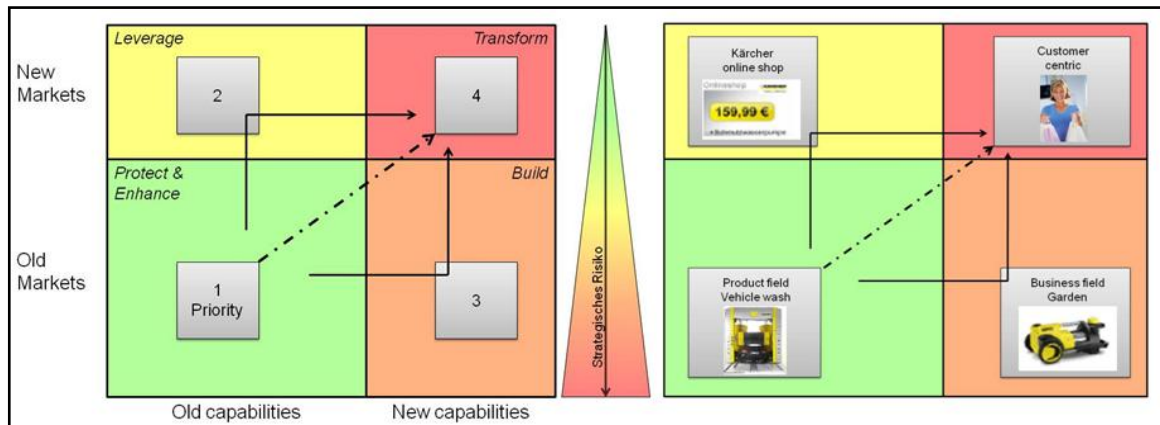 Leverage
Transform
New
Markets
2
4
Protect &
Enhance
Build
Old
Markets
1
Priority
3
Old capabilities
New capabilities
Strategisches Risiko
Kärcher
online shop
Onlineshop
159,99 €
Customer
centric
Product field
Vehicle wash
Business field
Garden